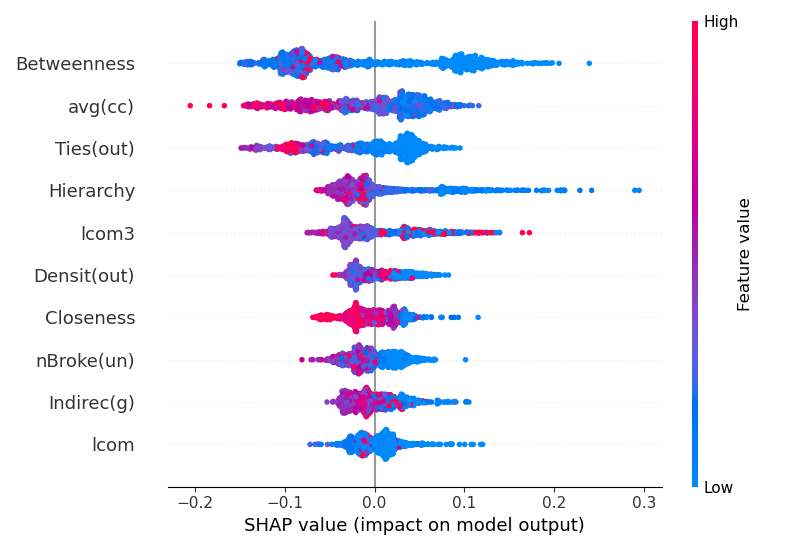 High
Betweenness
avg(cc)
Ties(out)
Hierarchy
lcom3
Densit(out)
Closeness
nBroke(un)
Indirec(g)
lcom
Feature value
Low
−0.2 −0.1 0.0 0.1 0.2 0.3
SHAP value (impact on model output)